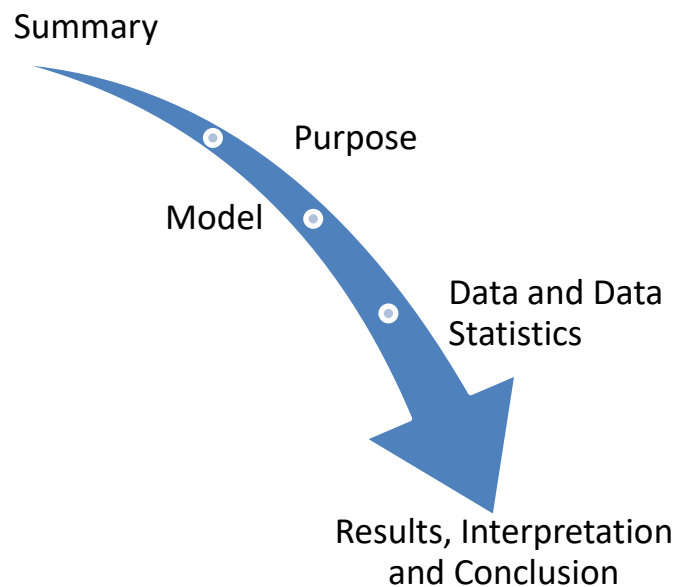 Summary
Purpose
Model
Data and Data
Statistics
Results, Interpretation
and Conclusion